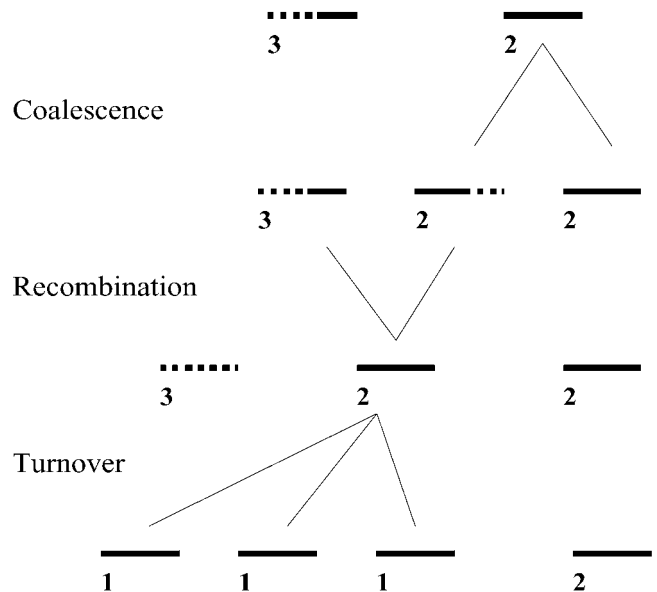 3 2
Coalescence
3 2 2
Recombination
3 2 2
Turnover
1 1 1 2